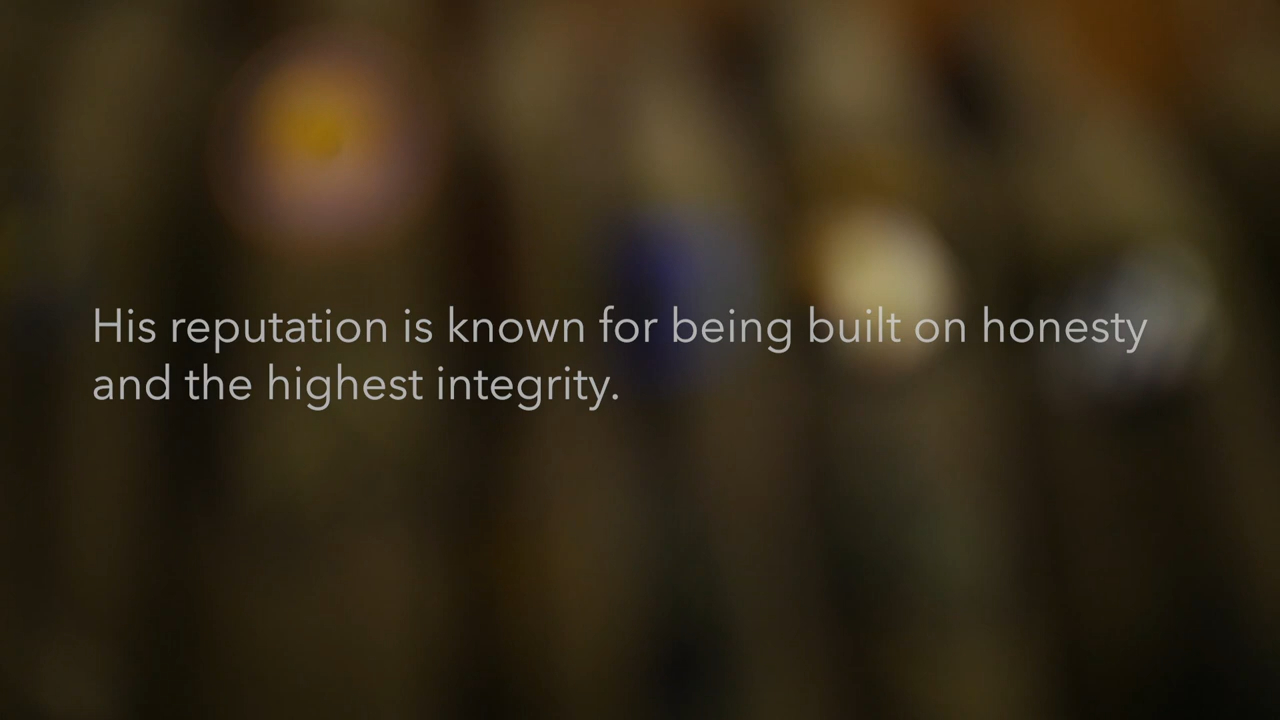 His reputation is known for being built on honesty
and the highest integrity.